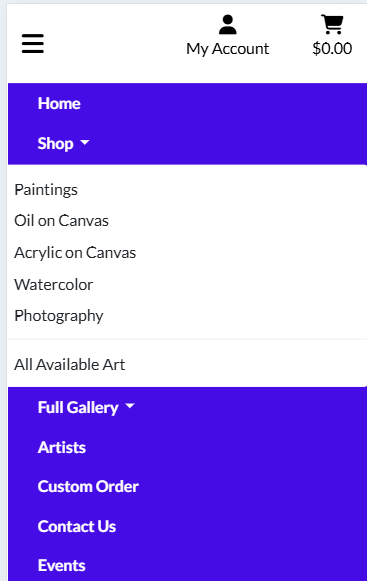 My Account
$0.00
Home
Shop
Paintings
Oil on Canvas
Acrylic on Canvas
Watercolor
Photography
All Available Art
Full Gallery
Artists
Custom Order
Contact Us
Events